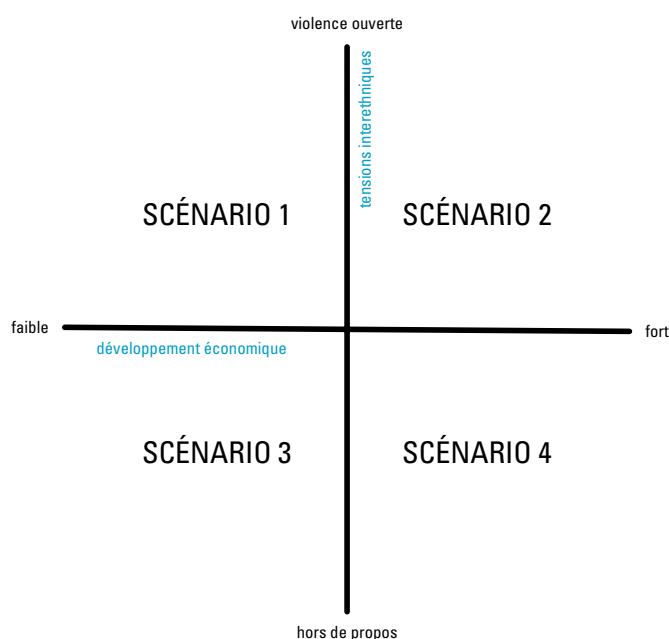 violence ouverte
tensions interethniques
SCÉNARIO 1
SCÉNARIO 2
faible
fort
développement économique
SCÉNARIO 3
SCÉNARIO 4
hors de propos